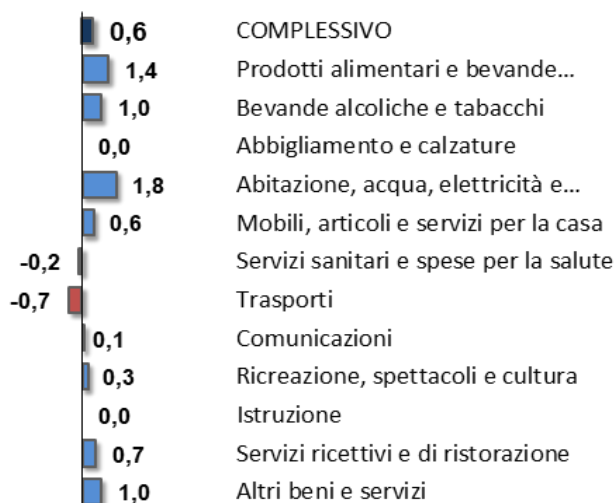 0,6 COMPLESSIVO
1,4 Prodotti alimentari e bevande...
1,0 Bevande alcoliche e tabacchi
0,0 Abbigliamento e calzature
1,8 Abitazione, acqua, elettricità e...
0,6 Mobili, articoli e servizi per la casa
-0,2 Servizi sanitari e spese per la salute
-0,7 Trasporti
0,1 Comunicazioni
0,3 Ricreazione, spettacoli e cultura
0,0 Istruzione
0,7 Servizi ricettivi e di ristorazione
1,0 Altri beni e servizi